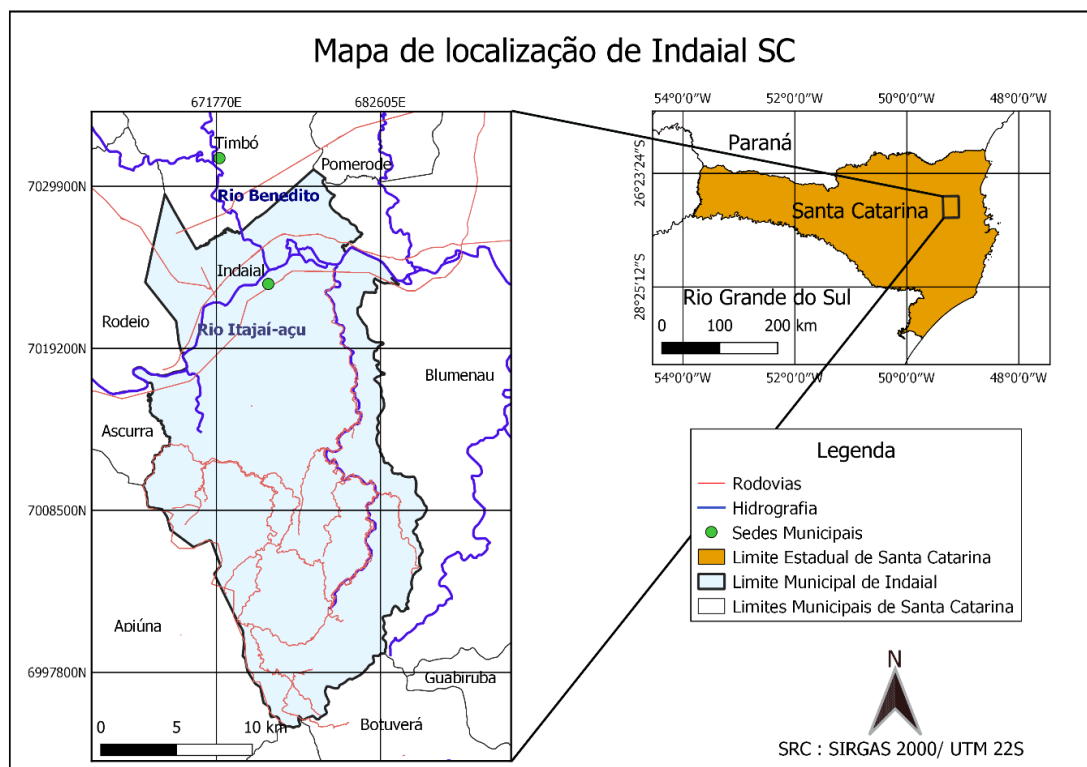 Mapa de localização de Indaial SC
671770E
682605E
Timbó
Pomerode
7029900N
Rio Benedito
Indaial
Rodeio
Rio Itajaí-açu
7019200N
Blumenau
Ascurra
7008500N
Apiúna
6997800N
Guabiruba
Botuverá
0 5 10 km
54°0'0"W 52°0'0"W 50°0'0"W 48°0'0"W
Paraná
26°23'24"S
Santa Catarina
28°25'12"S
Rio Grande do Sul
0 100 200 km
54°0'0"W 52°0'0"W 50°0'0"W 48°0'0"W
Legenda
Rodovias
Hidrografia
Sedes Municipais
Limite Estadual de Santa Catarina
Limite Municipal de Indaial
Limites Municipais de Santa Catarina
N
SRC : SIRGAS 2000/ UTM 22S